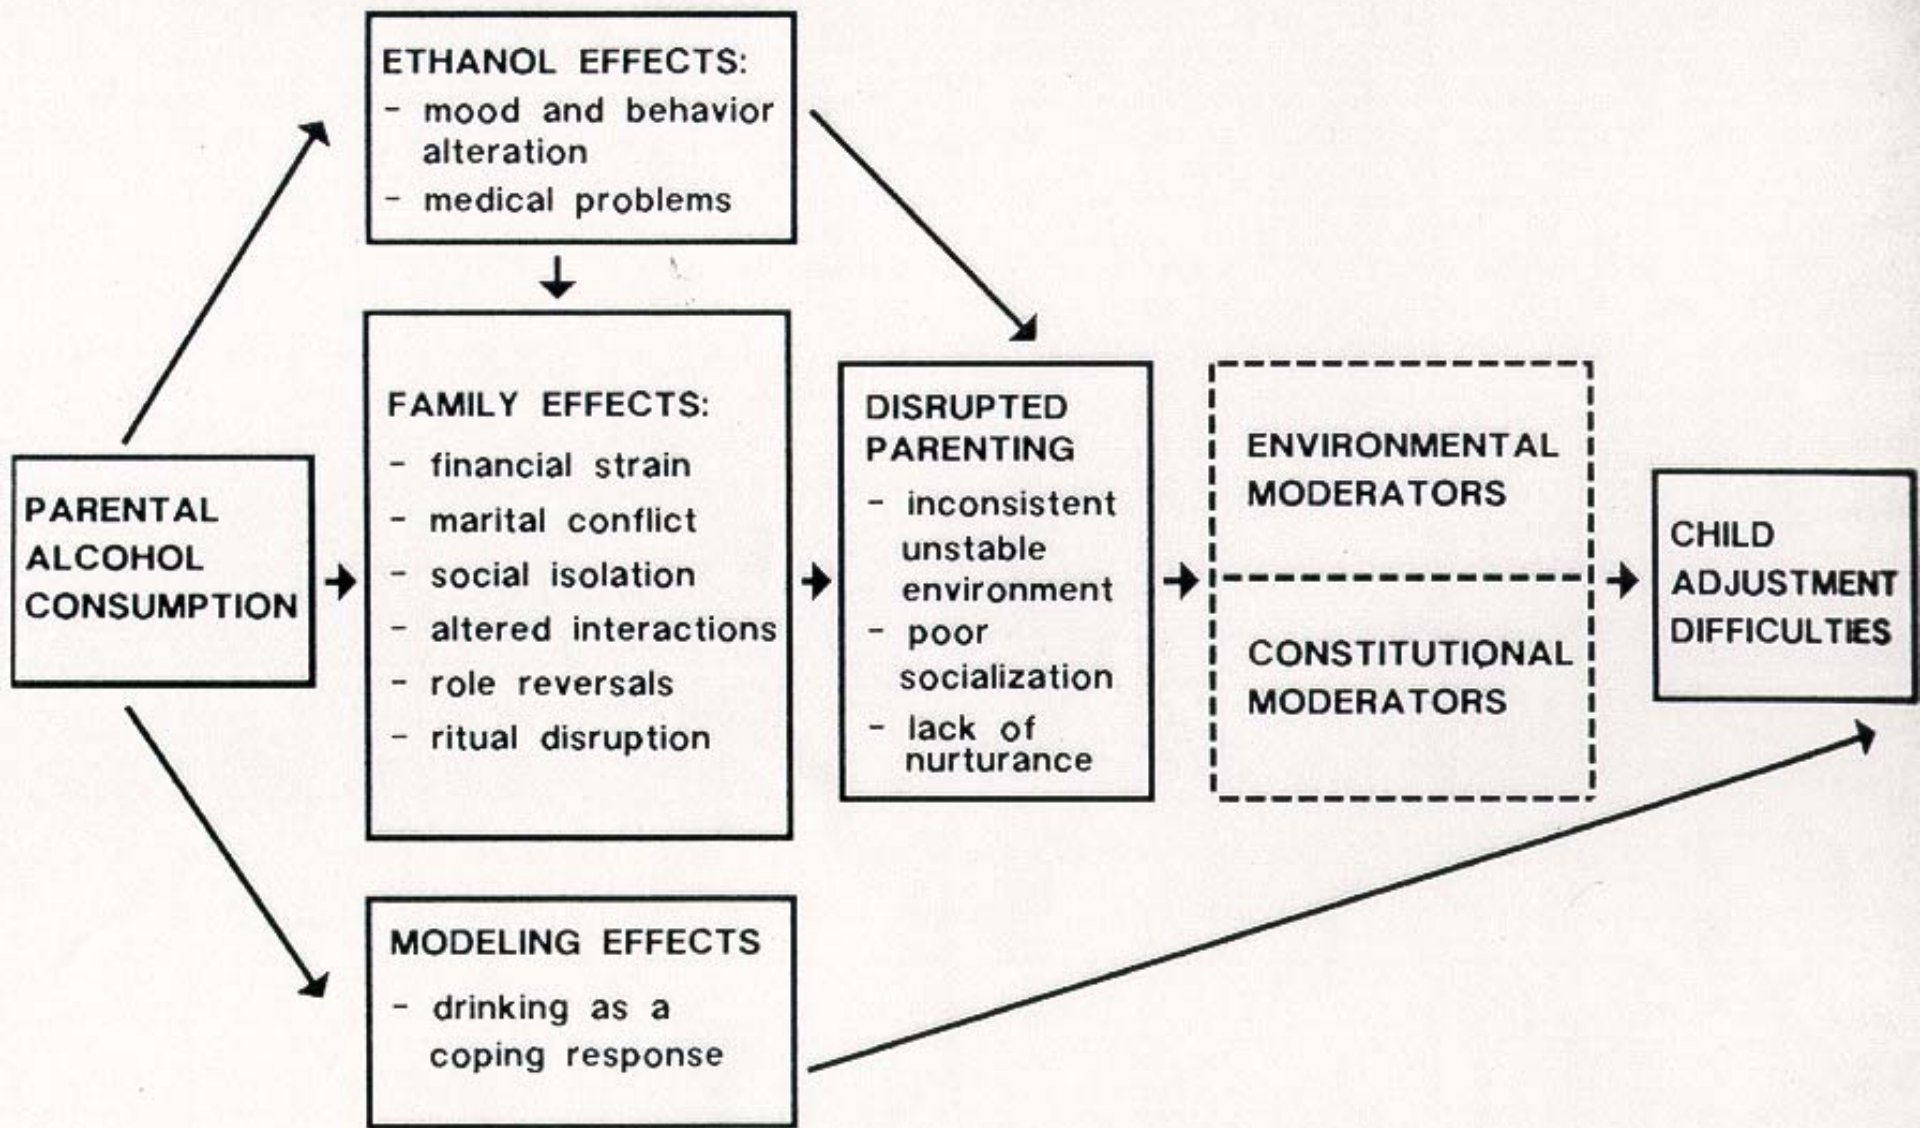 ETHANOL EFFECTS:
- mood and behavior
alteration
- medical problems
PARENTAL
ALCOHOL
CONSUMPTION
FAMILY EFFECTS:
- financial strain
- marital conflict
- social isolation
- altered interactions
- role reversals
- ritual disruption
MODELING EFFECTS
- drinking as a
coping response
DISRUPTED
PARENTING
- inconsistent
unstable
environment
- poor
socialization
- lack of
nurturance
ENVIRONMENTAL
MODERATORS
CONSTITUTIONAL
MODERATORS
CHILD
ADJUSTMENT
DIFFICULTIES